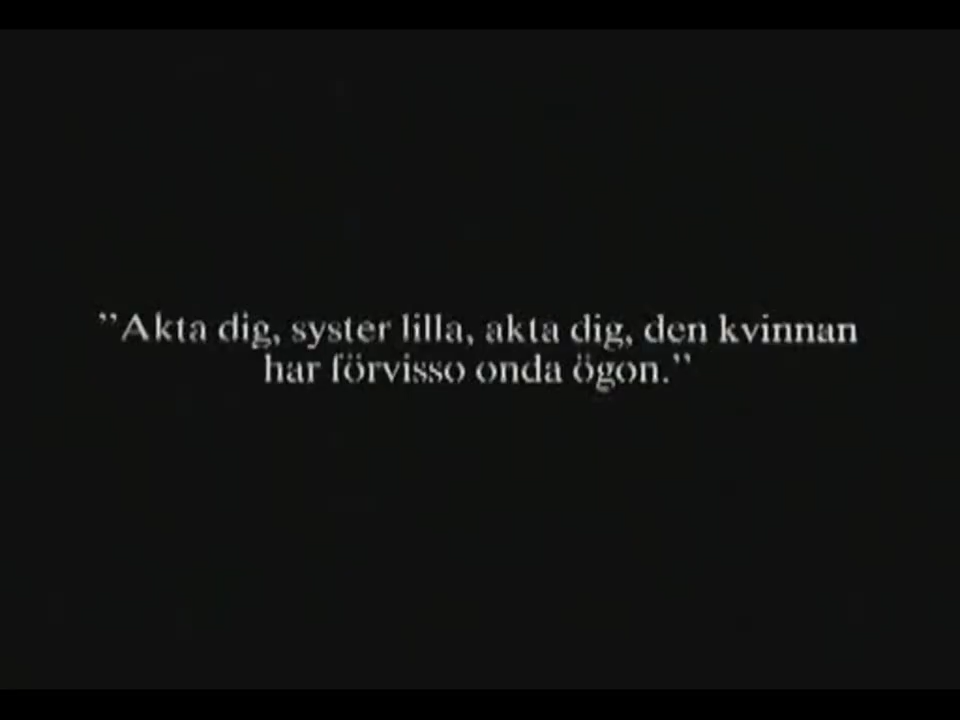 ”Akta dig, syster lilla, akta dig, den kvinnan
har förvisso onda ögon.”